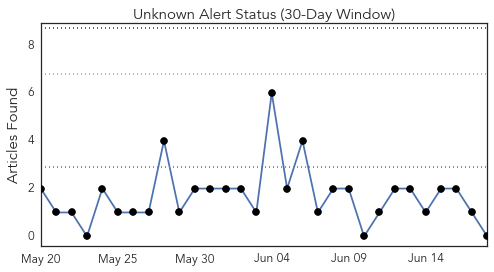 Unknown Alert Status (30-Day Window)
Articles Found
8
6
4
2
0
May 20 May 25 May 30 Jun 04 Jun 09 Jun 14